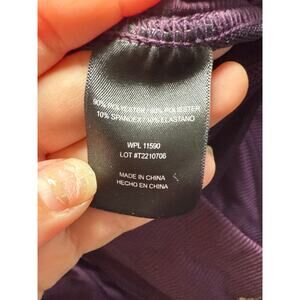 90% POLYESTER / 90% POLIESTER
10% SPANDEX / 10% ELASTANO
WPL 11590
LOT #T2210706
MADE IN CHINA
HECHO EN CHINA